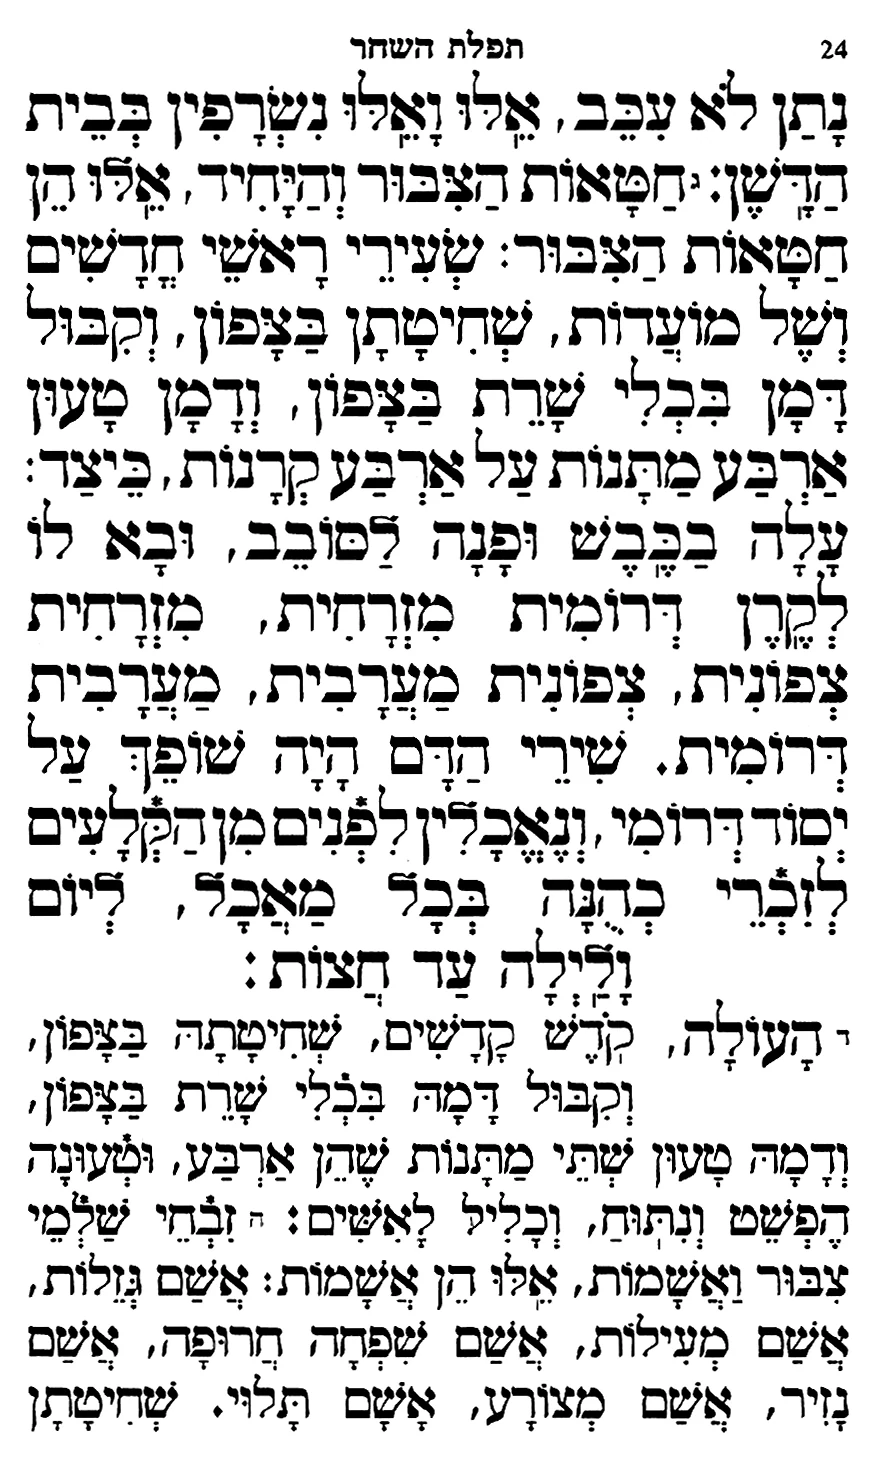 24 תפלת השחר
נָתַן לֹא עִכֵּב, אֵלּוּ וָאֵלּוּ נִשְׂרָפִין בְּבֵית
הַדָּשֶׁן: ג חַטָּאוֹת הַצִּבּוּר וְהַיָּחִיד, אֵלּוּ הֵן
חַטָּאוֹת הַצִּבּוּר: שְׂעִירֵי רָאשֵׁי חֳדָשִׁים
וְשֶׁל מוֹעֲדוֹת, שְׁחִיטָתָן בַּצָּפוֹן, וְקִבּוּל
דָּמָן בִּכְלִי שָׁרֵת בַּצָּפוֹן, וְדָמָן טָעוּן
אַרְבַּע מַתָּנוֹת עַל אַרְבַּע קְרָנוֹת, כֵּיצַד:
עָלָה בַכֶּבֶשׁ וּפָנָה לַסּוֹבֵב, וּבָא לוֹ
לְקֶרֶן דְּרוֹמִית מִזְרָחִית, מִזְרָחִית
צְפוֹנִית, צְפוֹנִית מַעֲרָבִית, מַעֲרָבִית
דְּרוֹמִית. שִׁירֵי הַדָּם הָיָה שׁוֹפֵךְ עַל
יְסוֹד דְּרוֹמִי, וְנֶאֱכָלִין לִפְ֯נִים מִן הַקְּ֯לָעִים
לְזִכְ֯רֵי כְהֻנָּה בְּכָל מַאֲכָל, לְיוֹם
וָלַיְלָה עַד חֲצוֹת:
ד הָעוֹלָה, קֹדֶשׁ קָדָשִׁים, שְׁחִיטָתָהּ בַּצָּפוֹן,
וְקִבּוּל דָּמָהּ בִּכְ֯לִי שָׁרֵת בַּצָּפוֹן,
וְדָמָהּ טָעוּן שְׁתֵּי מַתָּנוֹת שֶׁהֵן אַרְבַּע, וּטְ֯עוּנָה
הֶפְשֵׁט וְנִתּוּחַ, וְכָלִיל לָאִשִּׁים: ה זִבְ֯חֵי שַׁלְ֯מֵי
צִבּוּר וַאֲשָׁמוֹת, אֵלּוּ הֵן אֲשָׁמוֹת: אֲשַׁם גְּזֵלוֹת,
אֲשַׁם מְעִילוֹת, אֲשַׁם שִׁפְחָה חֲרוּפָה, אֲשַׁם
נָזִיר, אֲשַׁם מְצוֹרָע, אָשָׁם תָּלוּי. שְׁחִיטָתָן